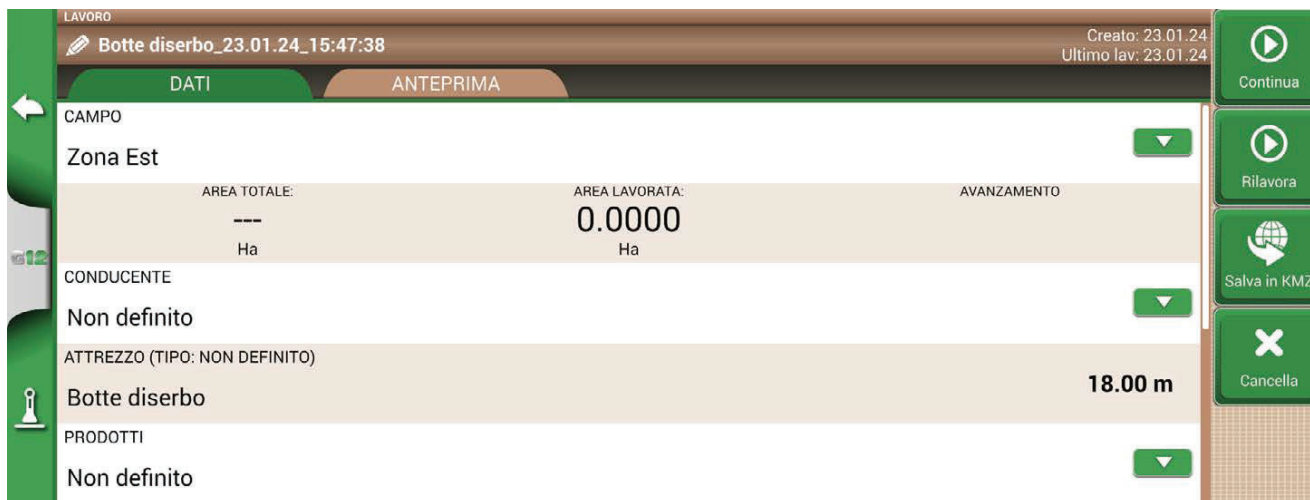 LAVORO
Botte diserbo_23.01.24_15:47:38
Creato: 23.01.24
Ultimo lav: 23.01.24
DATI
ANTEPRIMA
CAMPO
Zona Est
AREA TOTALE:
---
Ha
AREA LAVORATA:
0.0000
Ha
AVANZAMENTO
CONDUCENTE
Non definito
ATTREZZO (TIPO: NON DEFINITO)
Botte diserbo
18.00 m
PRODOTTI
Non definito
G12
Continua
Rilavora
Salva in KMZ
Cancella